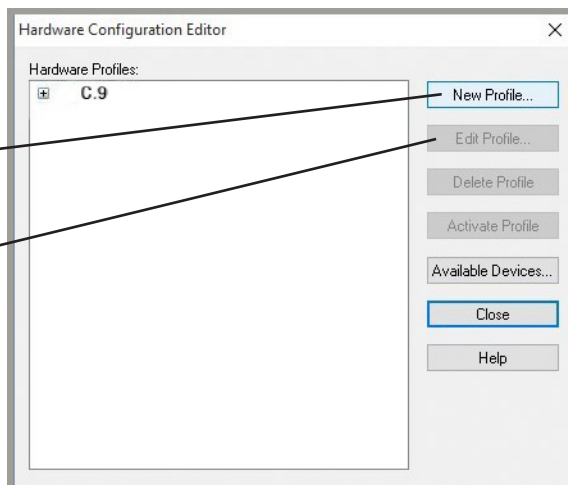 Hardware Configuration Editor
Hardware Profiles:
C.9
New Profile...
Edit Profile...
Delete Profile
Activate Profile
Available Devices...
Close
Help